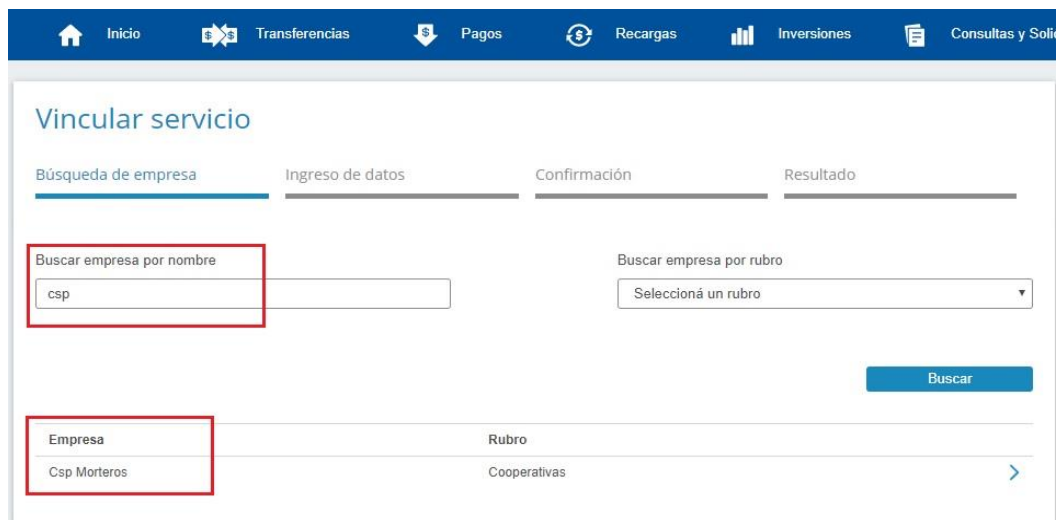 Inicio Transferencias Pagos Recargas Inversiones Consultas y Soli
Vincular servicio
Búsqueda de empresa Ingreso de datos Confirmación Resultado
Buscar empresa por nombre Buscar empresa por rubro
csp Seleccioná un rubro
Buscar
Empresa Rubro
Csp Morteros Cooperativas